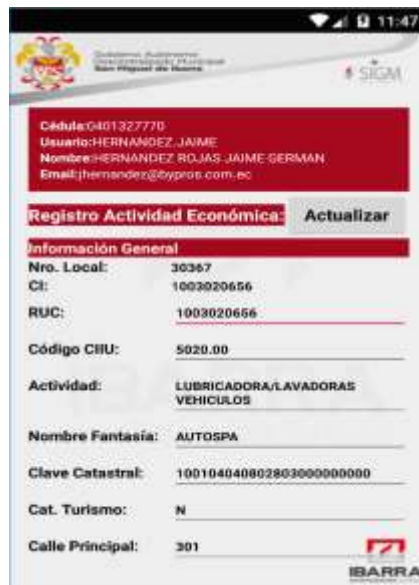 11:47
Gobierno Autónomo
Descentralizado Municipal
San Miguel de Ibarra
SIGM
Cédula:0401327770
Usuario:HERNANDEZ.JAIME
Nombre:HERNANDEZ ROJAS JAIME GERMAN
Email:jhernandez@bypros.com.ec
Registro Actividad Económica: Actualizar
Información General
Nro. Local: 30367
CI: 1003020656
RUC: 1003020656
Código CIIU: 5020.00
Actividad: LUBRICADORA/LAVADORAS
VEHICULOS
Nombre Fantasía: AUTOSPA
Clave Catastral: 100104040802803000000000
Cat. Turismo: N
Calle Principal: 301
IBARRA